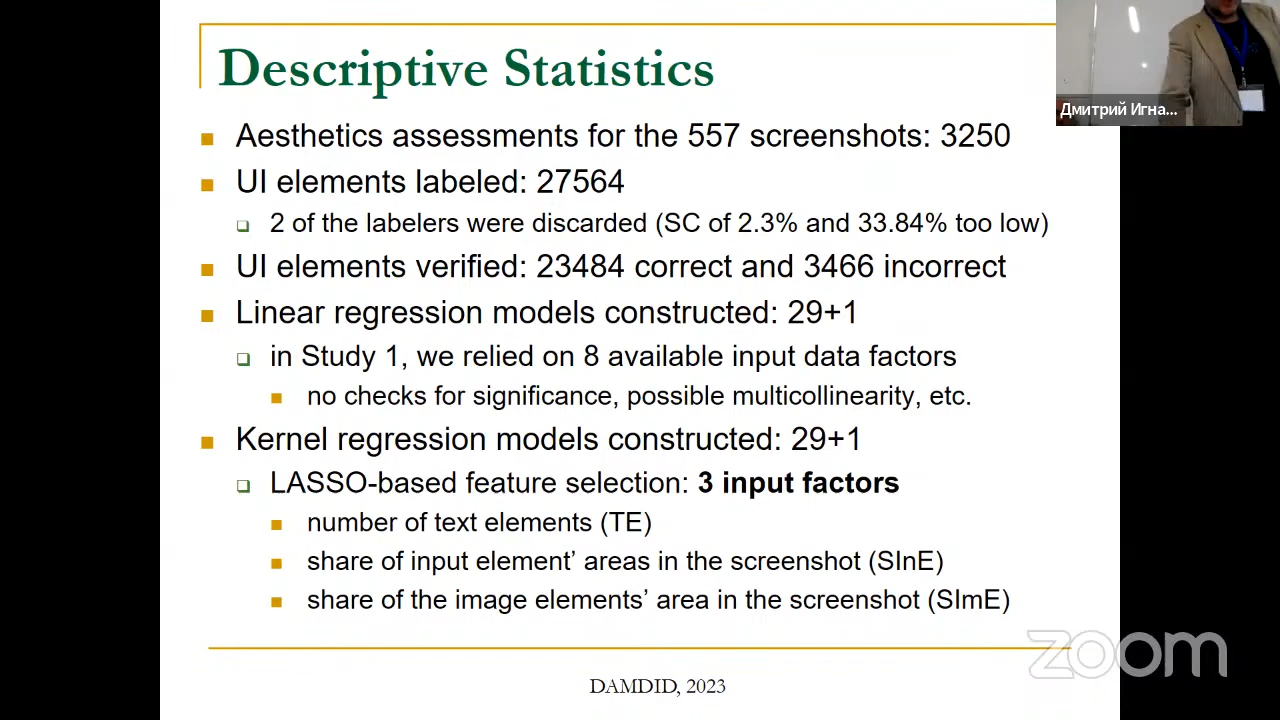 Descriptive Statistics
Дмитрий Игна...
Aesthetics assessments for the 557 screenshots: 3250
UI elements labeled: 27564
2 of the labelers were discarded (SC of 2.3% and 33.84% too low)
UI elements verified: 23484 correct and 3466 incorrect
Linear regression models constructed: 29+1
in Study 1, we relied on 8 available input data factors
no checks for significance, possible multicollinearity, etc.
Kernel regression models constructed: 29+1
LASSO-based feature selection: 3 input factors
number of text elements (TE)
share of input element’ areas in the screenshot (SInE)
share of the image elements’ area in the screenshot (SImE)
zoom
DAMDID, 2023